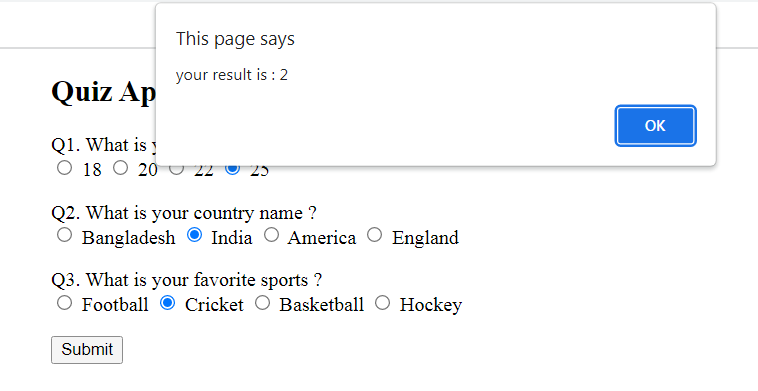 This page says
your result is : 2
OK
Quiz Ap
Q1. What is
18 20 22 25
Q2. What is your country name ?
Bangladesh India America England
Q3. What is your favorite sports ?
Football Cricket Basketball Hockey
Submit